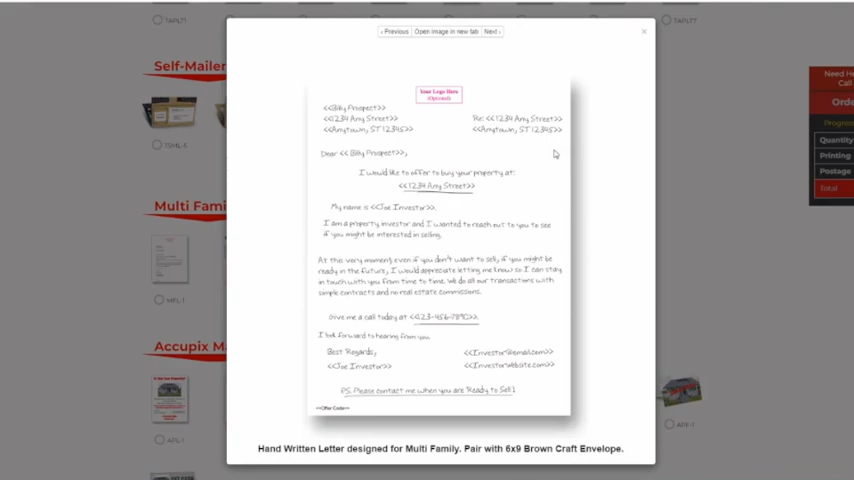 TAPLT1
TAPLT7
‹ Previous
Open image in new tab
Next ›
×
Self-Mailer
TSML-5
Multi Fami
MFL-1
Accupix Ma
APL-1
Need He
Call
Orde
Progress
Quantity
Printing
Postage
Total
Your Logo Here
(Optional)
<<Billy Prospect>>
<<1234 Any Street>>
<<Anytown, ST 12345>>
Re: <<1234 Any Street>>
<<Anytown, ST 12345>>
Dear << Billy Prospect>>,
I would like to offer to buy your property at:
<<1234 Any Street>>
My name is <<Joe Investor>>.
I am a property investor and I wanted to reach out to you to see
if you might be interested in selling.
At this very moment, even if you don't want to sell, if you might be
ready in the future, I would appreciate letting me know so I can stay
in touch with you from time to time. We do all our transactions with
simple contracts and no real estate commissions.
Give me a call today at <<123-456-7890>>.
I look forward to hearing from you.
Best Regards,
<<Joe Investor>>
<<Investor@email.com>>
<<Investorwebsite.com>>
PS. Please contact me when you are Ready to Sell!
<<Offer Code>>
Hand Written Letter designed for Multi Family. Pair with 6x9 Brown Craft Envelope.